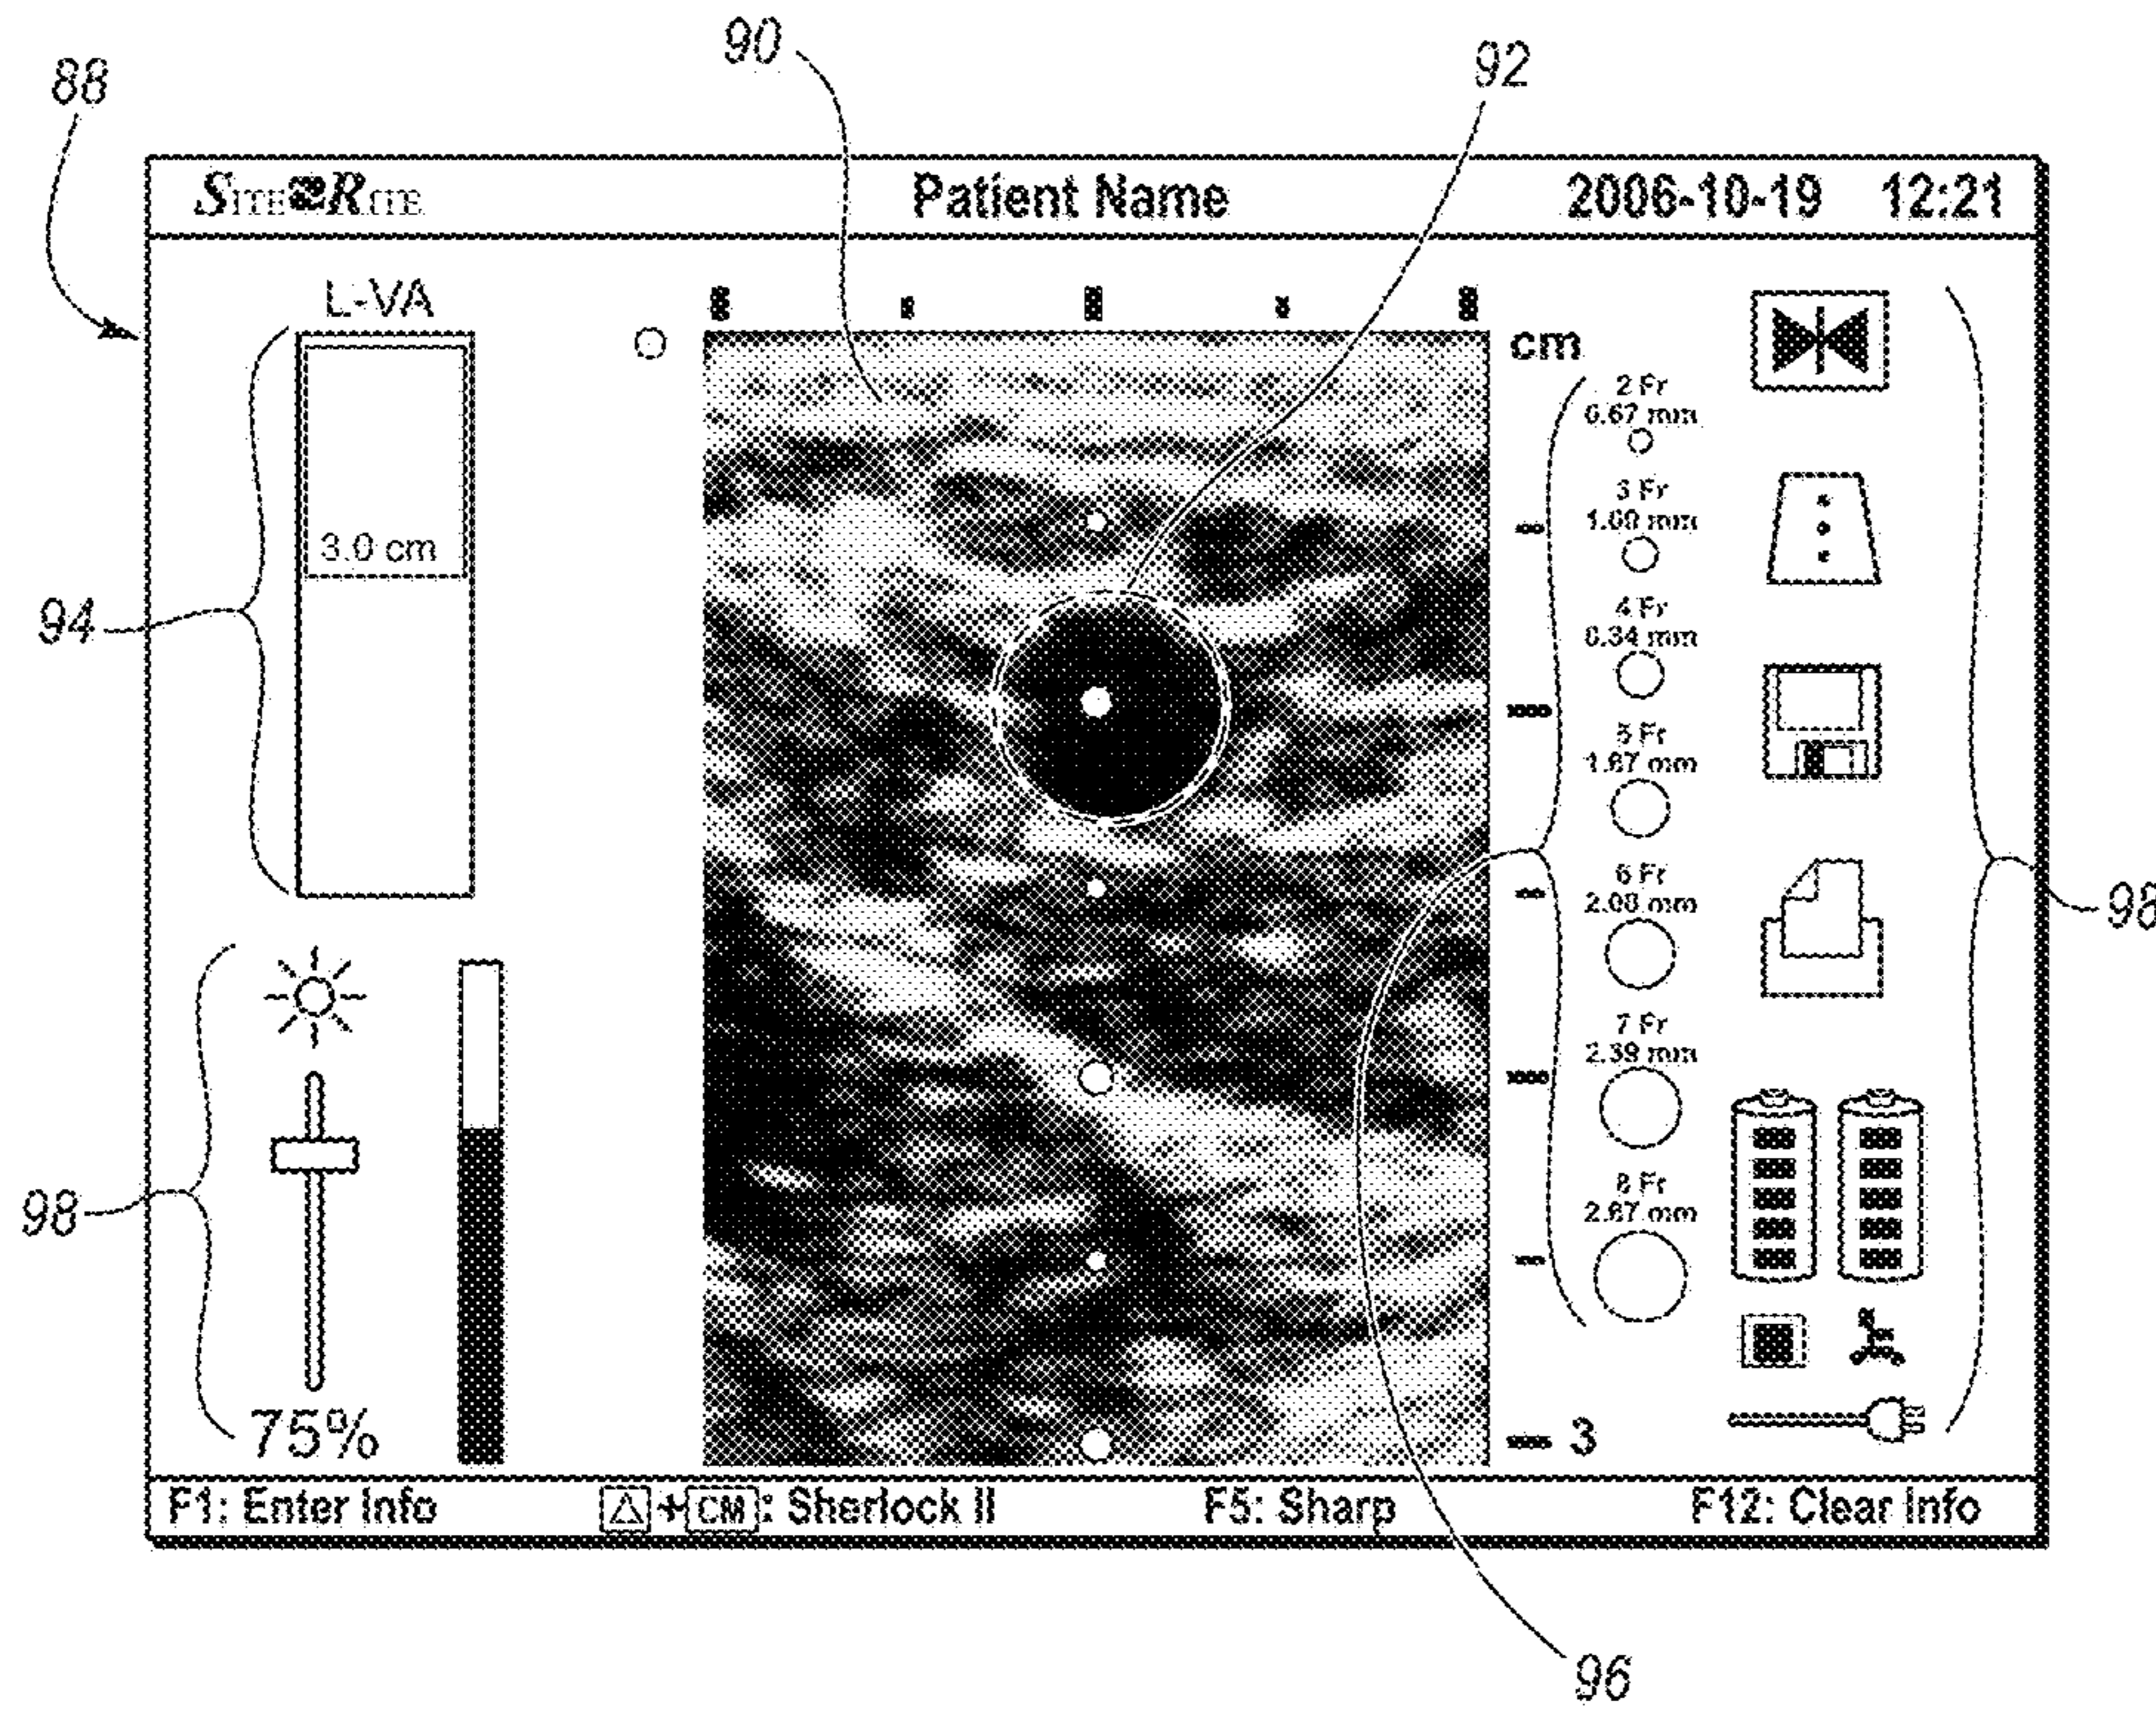 90
92
88
SITE RITE
Patient Name
2006-10-19 12:21
L-VA
cm
2 Fr
0.67 mm
3 Fr
1.00 mm
3.0 cm
4 Fr
0.34 mm
94
5 Fr
1.67 mm
6 Fr
2.00 mm
98
7 Fr
2.39 mm
8 Fr
2.67 mm
98
75%
3
F1: Enter Info
CM: Sherlock II
F5: Sharp
F12: Clear Info
96